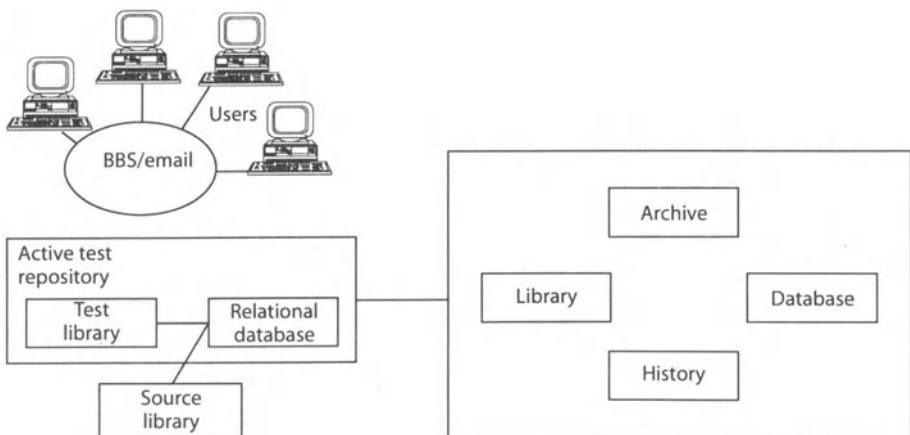 Users
BBS/email
Active test
repository
Test
library
Relational
database
Source
library
Archive
Library
Database
History